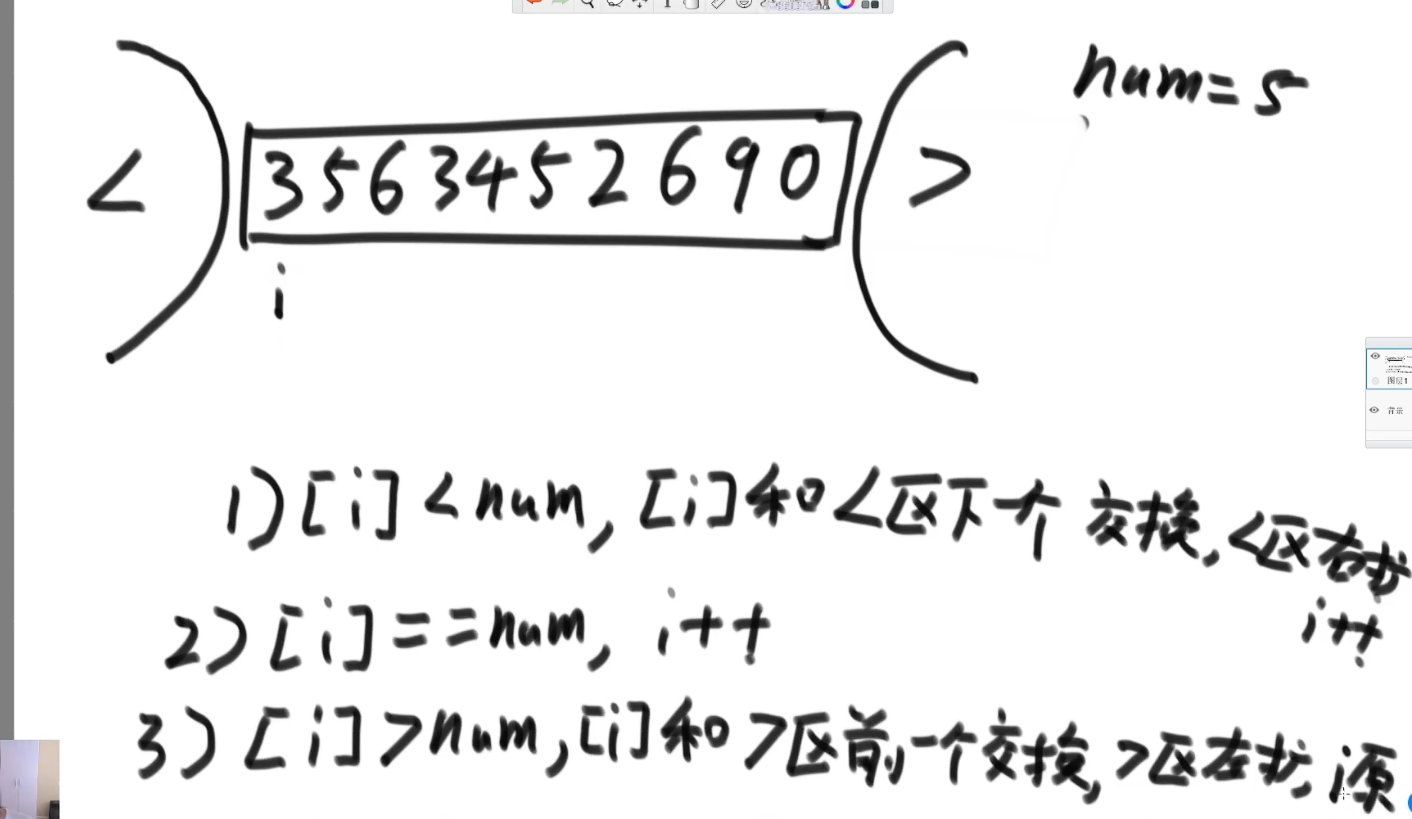 num=5
< 3 5 6 3 4 5 2 6 9 0 >
i
1) [i] < num, [i]和<区下一个 交换, <区右扩
i++
2) [i] == num, i++
3) [i] > num, [i]和 >区前一个交换, >区左扩, i原
图层1
背景